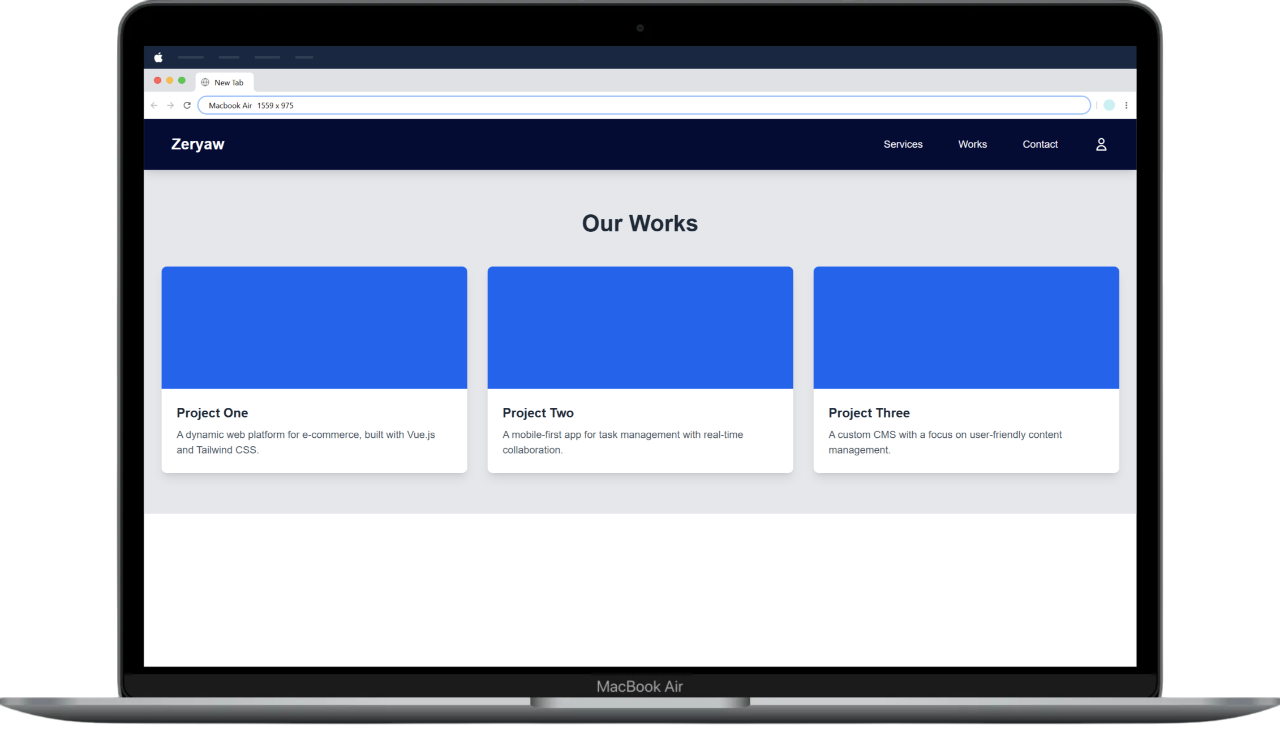 New Tab
Macbook Air 1559 x 975
Zeryaw
Services Works Contact
Our Works
Project One
A dynamic web platform for e-commerce, built with Vue.js
and Tailwind CSS.
Project Two
A mobile-first app for task management with real-time
collaboration.
Project Three
A custom CMS with a focus on user-friendly content
management.
MacBook Air